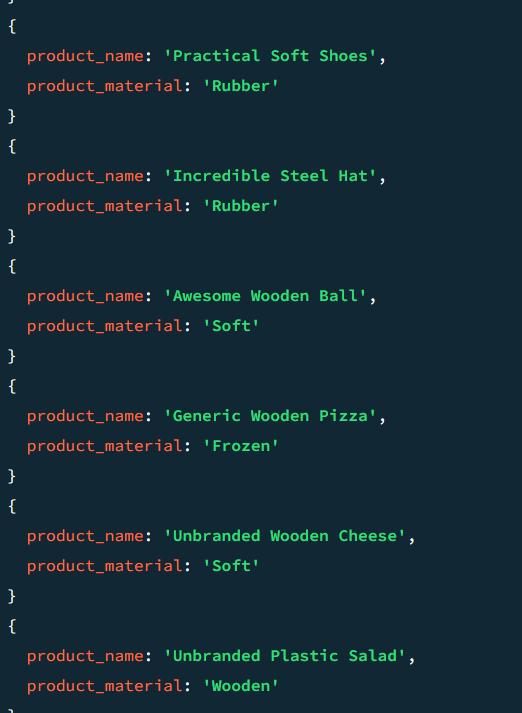 }
{
  product_name: 'Practical Soft Shoes',
  product_material: 'Rubber'
}
{
  product_name: 'Incredible Steel Hat',
  product_material: 'Rubber'
}
{
  product_name: 'Awesome Wooden Ball',
  product_material: 'Soft'
}
{
  product_name: 'Generic Wooden Pizza',
  product_material: 'Frozen'
}
{
  product_name: 'Unbranded Wooden Cheese',
  product_material: 'Soft'
}
{
  product_name: 'Unbranded Plastic Salad',
  product_material: 'Wooden'
}